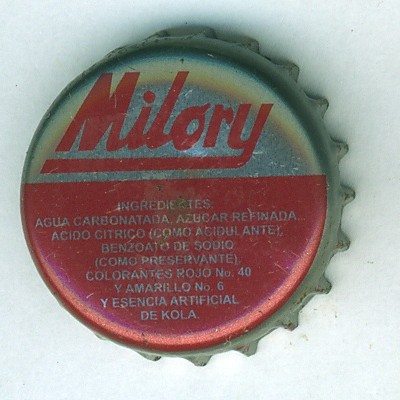 Milory
INGREDIETES:
AGUA CARBONATADA, AZUCAR REFINADA
ACIDO CITRICO (COMO ACIDULANTE),
BENZOATO DE SODIO
(COMO PRESERVANTE),
COLORANTES ROJO No. 40
Y AMARILLO No. 6
Y ESENCIA ARTIFICIAL
DE KOLA.